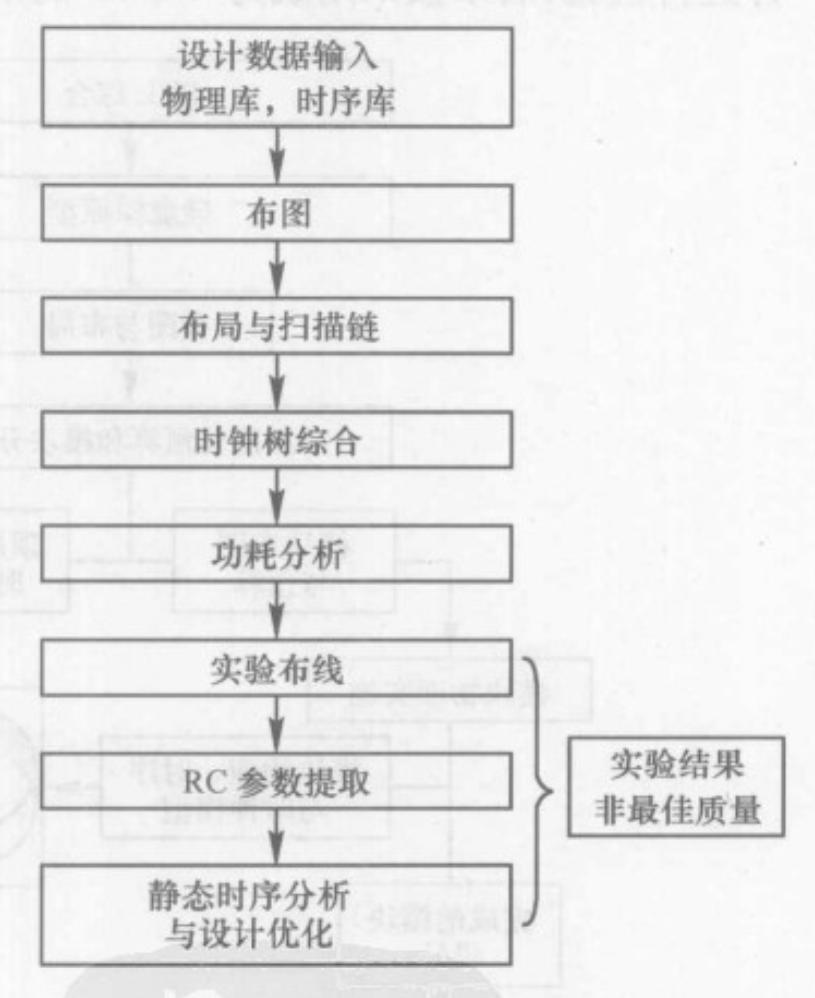 设计数据输入
物理库，时序库
布图
布局与扫描链
时钟树综合
功耗分析
实验布线
RC 参数提取
实验结果
非最佳质量
静态时序分析
与设计优化